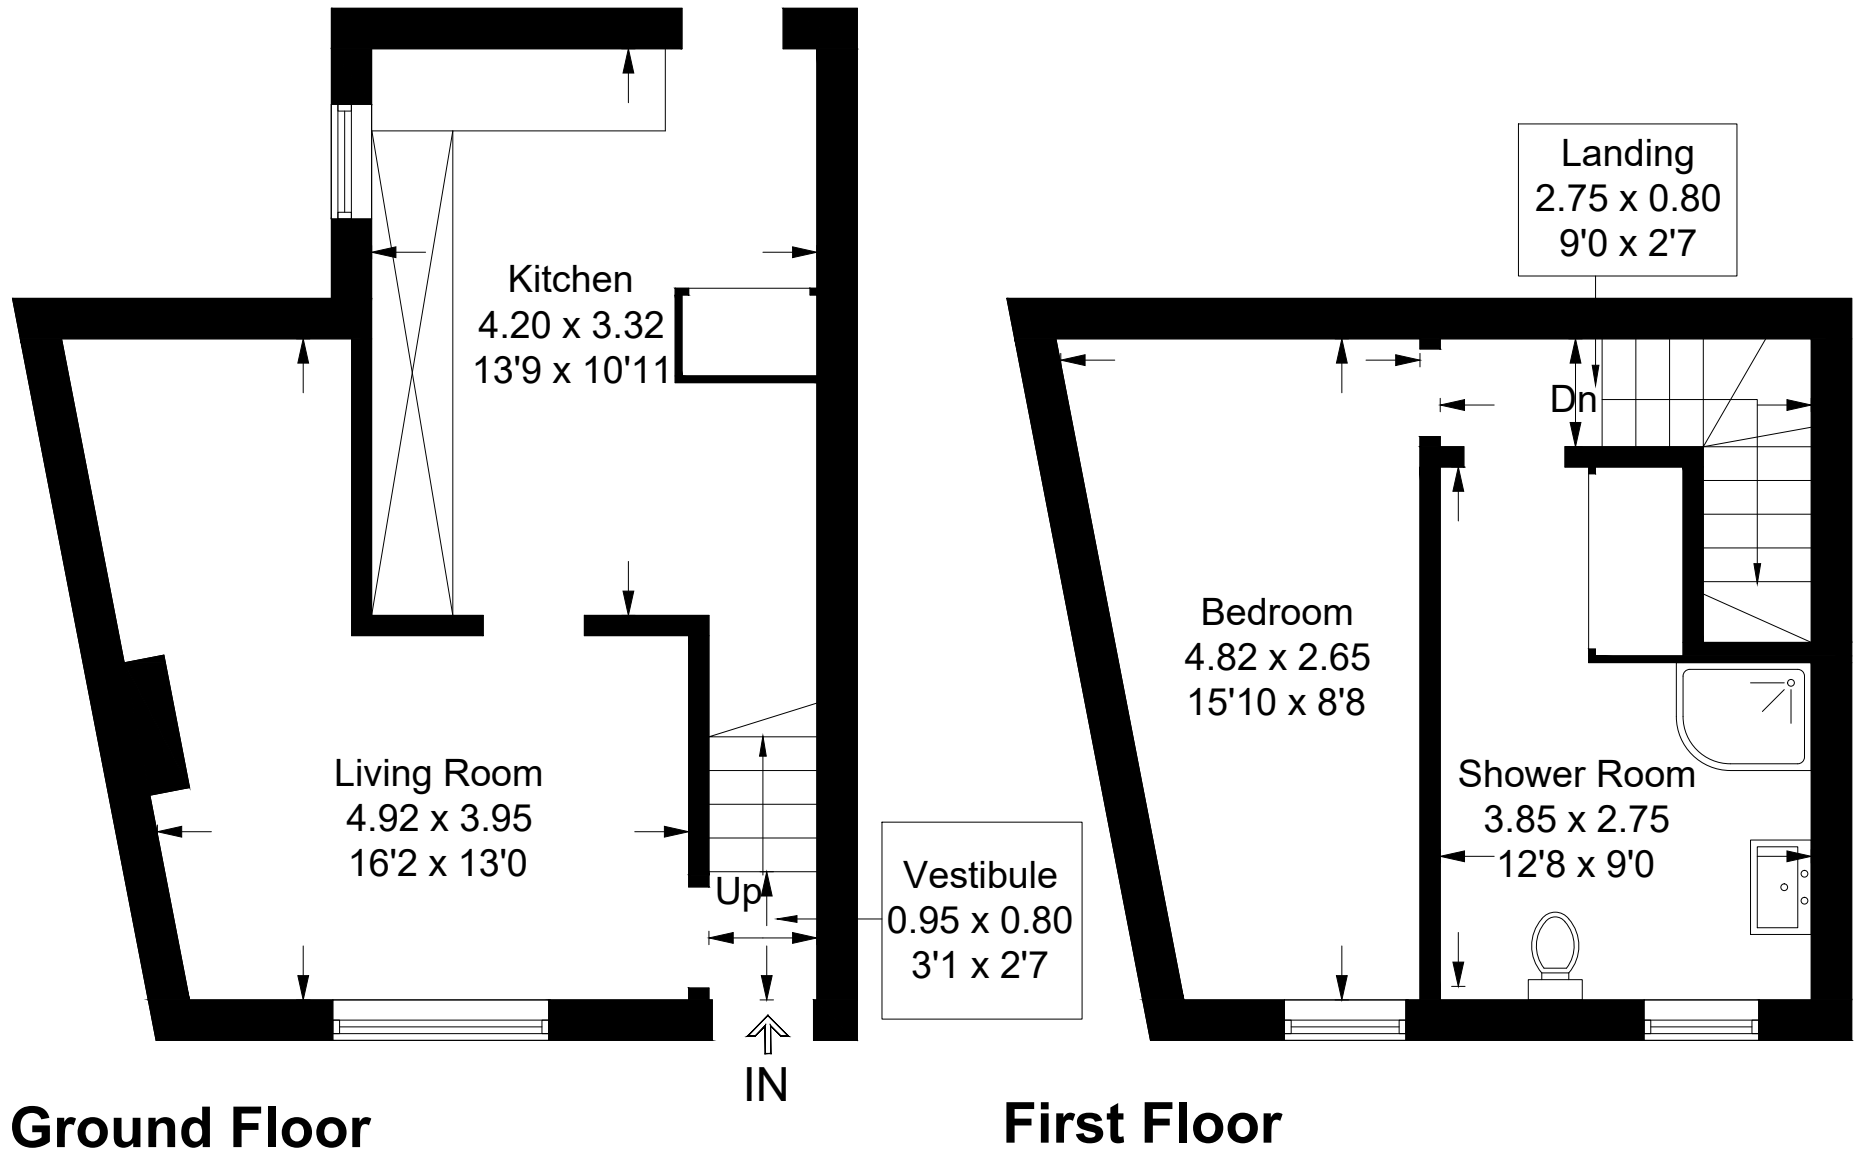 Kitchen
4.20 x 3.32
13'9 x 10'11
Living Room
4.92 x 3.95
16'2 x 13'0
Up
Vestibule
0.95 x 0.80
3'1 x 2'7
IN
Ground Floor
Landing
2.75 x 0.80
9'0 x 2'7
Dn
Bedroom
4.82 x 2.65
15'10 x 8'8
Shower Room
3.85 x 2.75
12'8 x 9'0
First Floor